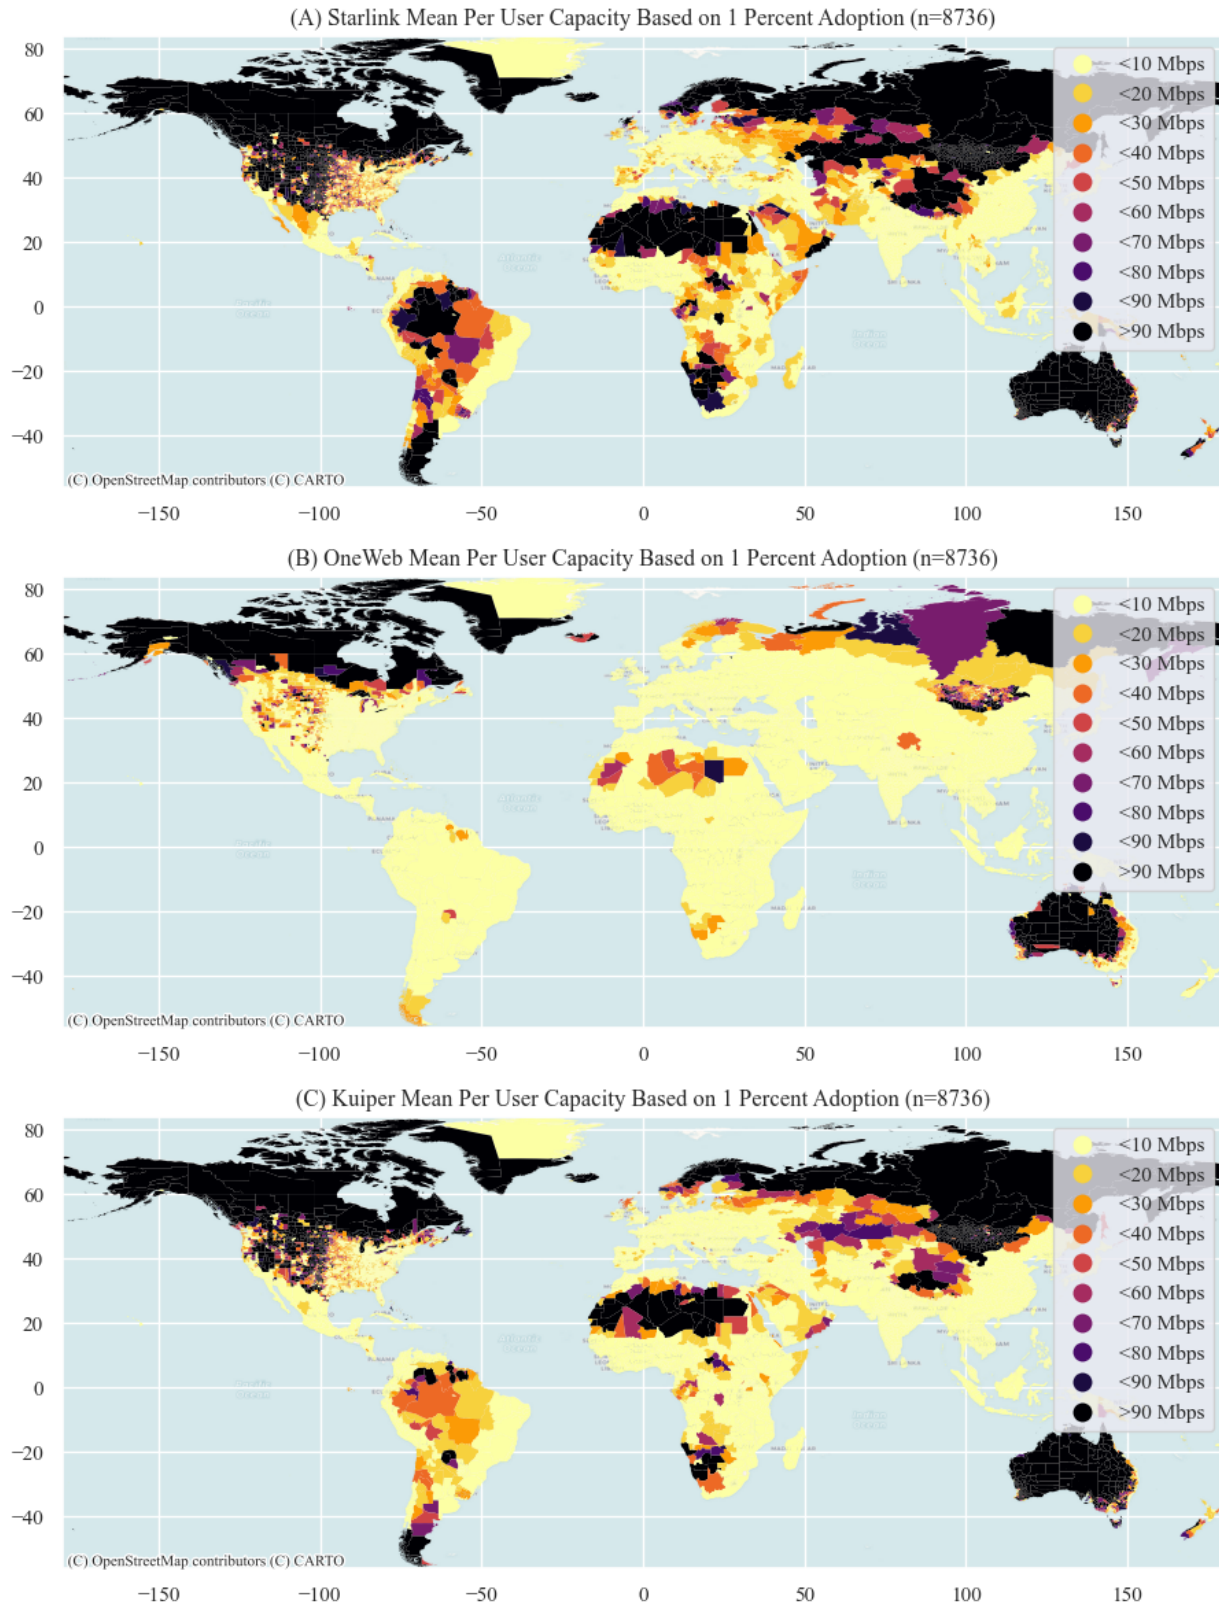 (A) Starlink Mean Per User Capacity Based on 1 Percent Adoption (n=8736)
80
60
40
20
0
−20
−40
<10 Mbps
<20 Mbps
<30 Mbps
<40 Mbps
<50 Mbps
<60 Mbps
<70 Mbps
<80 Mbps
<90 Mbps
>90 Mbps
(C) OpenStreetMap contributors (C) CARTO
−150 −100 −50 0 50 100 150
(B) OneWeb Mean Per User Capacity Based on 1 Percent Adoption (n=8736)
80
60
40
20
0
−20
−40
<10 Mbps
<20 Mbps
<30 Mbps
<40 Mbps
<50 Mbps
<60 Mbps
<70 Mbps
<80 Mbps
<90 Mbps
>90 Mbps
(C) OpenStreetMap contributors (C) CARTO
−150 −100 −50 0 50 100 150
(C) Kuiper Mean Per User Capacity Based on 1 Percent Adoption (n=8736)
80
60
40
20
0
−20
−40
<10 Mbps
<20 Mbps
<30 Mbps
<40 Mbps
<50 Mbps
<60 Mbps
<70 Mbps
<80 Mbps
<90 Mbps
>90 Mbps
(C) OpenStreetMap contributors (C) CARTO
−150 −100 −50 0 50 100 150